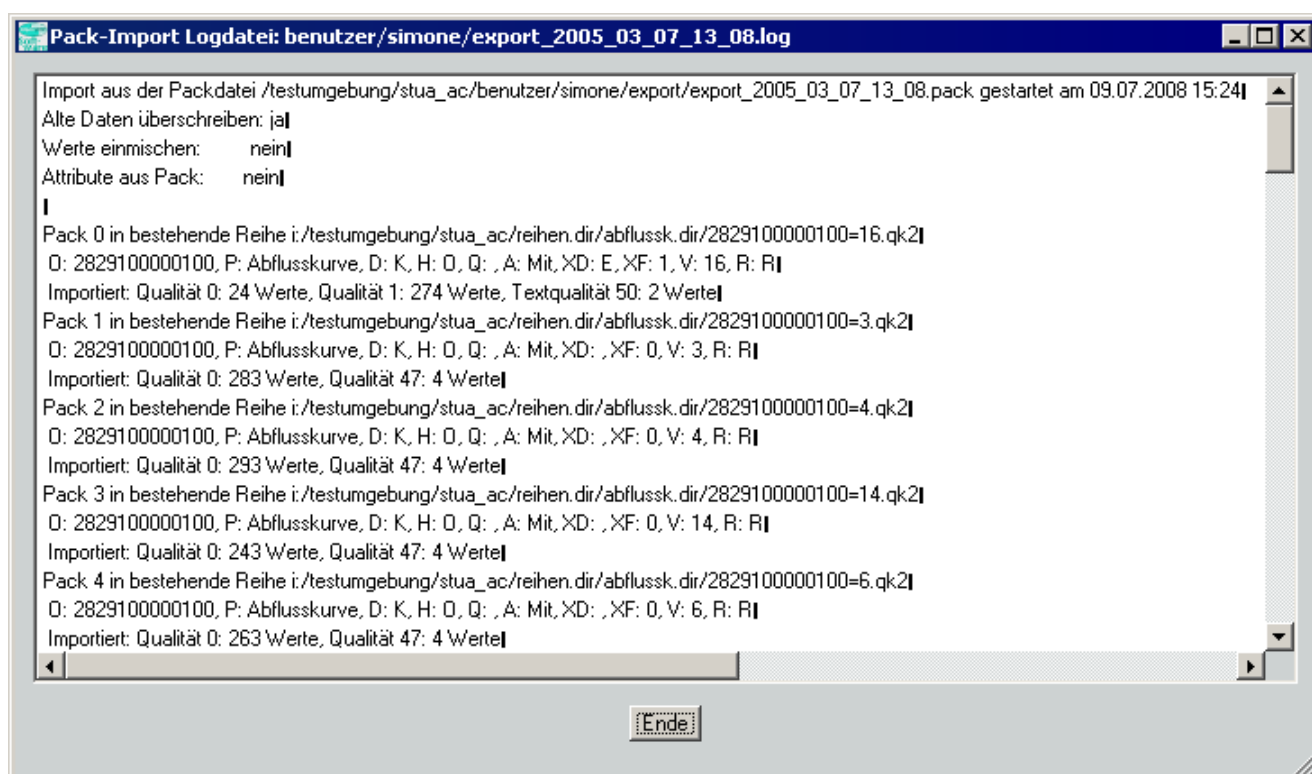 Pack-Import Logdatei: benutzer/simone/export_2005_03_07_13_08.log
Import aus der Packdatei /testumgebung/stua_ac/benutzer/simone/export/export_2005_03_07_13_08.pack gestartet am 09.07.2008 15:24
Alte Daten überschreiben: ja
Werte einmischen: nein
Attribute aus Pack: nein
Pack 0 in bestehende Reihe i:/testumgebung/stua_ac/reihen.dir/abflussk.dir/2829100000100=16.qk2
O: 2829100000100, P: Abflusskurve, D: K, H: O, Q: , A: Mit, XD: E, XF: 1, V: 16, R: R
Importiert: Qualität 0: 24 Werte, Qualität 1: 274 Werte, Textqualität 50: 2 Werte
Pack 1 in bestehende Reihe i:/testumgebung/stua_ac/reihen.dir/abflussk.dir/2829100000100=3.qk2
O: 2829100000100, P: Abflusskurve, D: K, H: O, Q: , A: Mit, XD: , XF: 0, V: 3, R: R
Importiert: Qualität 0: 283 Werte, Qualität 47: 4 Werte
Pack 2 in bestehende Reihe i:/testumgebung/stua_ac/reihen.dir/abflussk.dir/2829100000100=4.qk2
O: 2829100000100, P: Abflusskurve, D: K, H: O, Q: , A: Mit, XD: , XF: 0, V: 4, R: R
Importiert: Qualität 0: 293 Werte, Qualität 47: 4 Werte
Pack 3 in bestehende Reihe i:/testumgebung/stua_ac/reihen.dir/abflussk.dir/2829100000100=14.qk2
O: 2829100000100, P: Abflusskurve, D: K, H: O, Q: , A: Mit, XD: , XF: 0, V: 14, R: R
Importiert: Qualität 0: 243 Werte, Qualität 47: 4 Werte
Pack 4 in bestehende Reihe i:/testumgebung/stua_ac/reihen.dir/abflussk.dir/2829100000100=6.qk2
O: 2829100000100, P: Abflusskurve, D: K, H: O, Q: , A: Mit, XD: , XF: 0, V: 6, R: R
Importiert: Qualität 0: 263 Werte, Qualität 47: 4 Werte
Ende